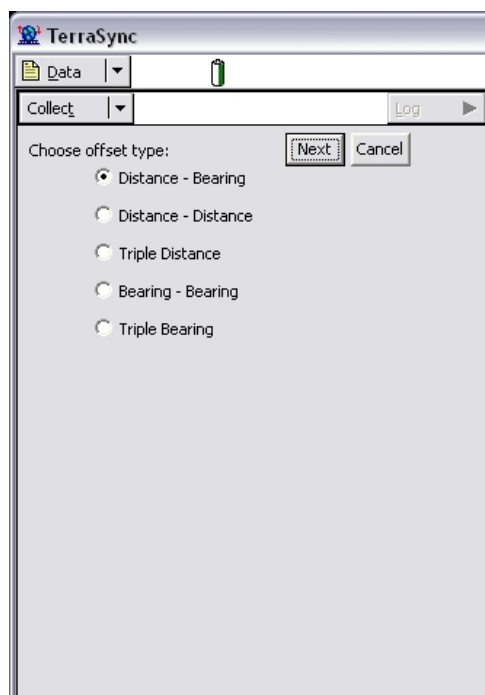 TerraSync
Data
Collect Log
Choose offset type: Next Cancel
Distance - Bearing
Distance - Distance
Triple Distance
Bearing - Bearing
Triple Bearing